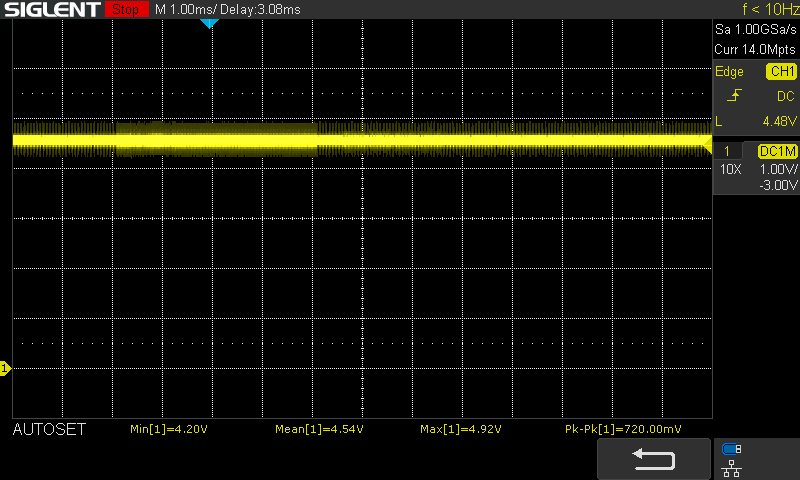 SIGLENT Stop M 1.00ms/ Delay:3.08ms f < 10Hz
Sa 1.00GSa/s
Curr 14.0Mpts
Edge CH1
DC
L 4.48V
1 DC1M
10X 1.00V/
-3.00V
1
AUTOSET Min[1]=4.20V Mean[1]=4.54V Max[1]=4.92V Pk-Pk[1]=720.00mV